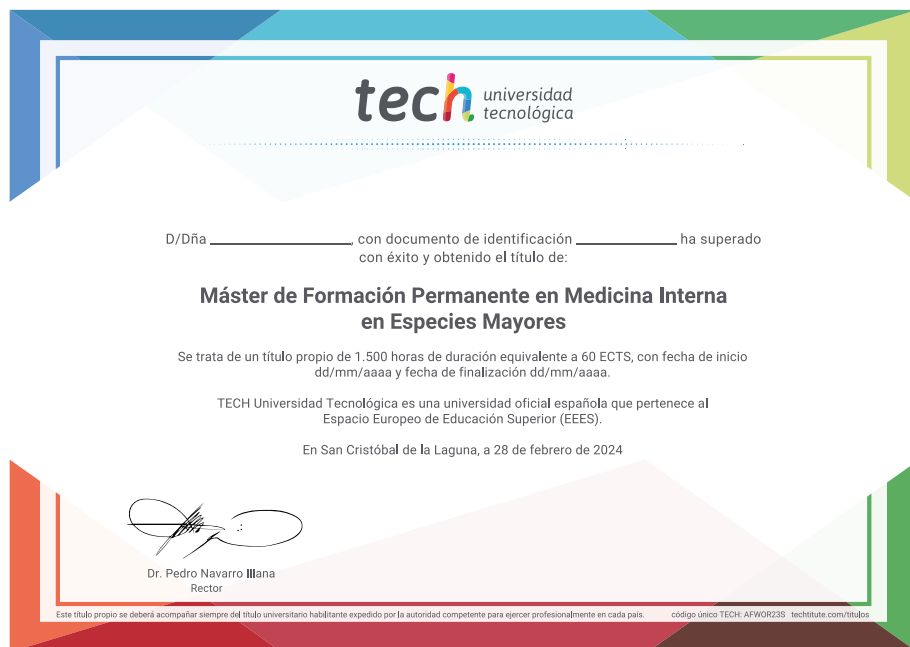 tech universidad
tecnológica
D/Dña ______________, con documento de identificación __________ ha superado
con éxito y obtenido el título de:
Máster de Formación Permanente en Medicina Interna
en Especies Mayores
Se trata de un título propio de 1.500 horas de duración equivalente a 60 ECTS, con fecha de inicio
dd/mm/aaaa y fecha de finalización dd/mm/aaaa.
TECH Universidad Tecnológica es una universidad oficial española que pertenece al
Espacio Europeo de Educación Superior (EEES).
En San Cristóbal de la Laguna, a 28 de febrero de 2024
Dr. Pedro Navarro Illana
Rector
Este título propio se deberá acompañar siempre del título universitario habilitante expedido por la autoridad competente para ejercer profesionalmente en cada país.
código único TECH: AFWOR23S techtitute.com/titulos